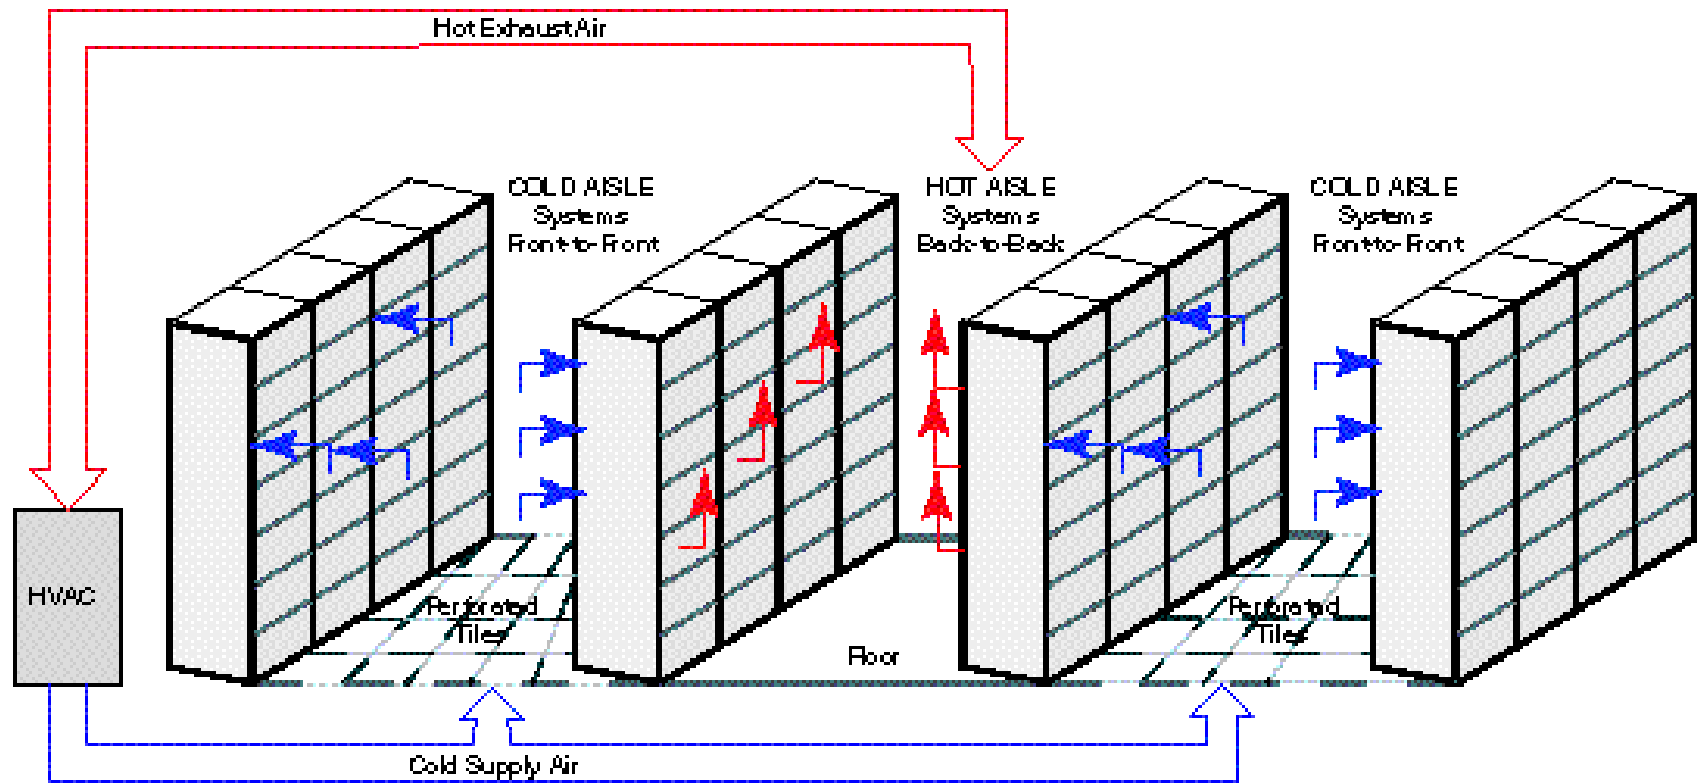 Hot Exhaust Air
COLD AISLE
Systems
Front-to-Front
HOT AISLE
Systems
Back-to-Back
COLD AISLE
Systems
Front-to-Front
HVAC
Perforated
Tiles
Floor
Perforated
Tiles
Cold Supply Air